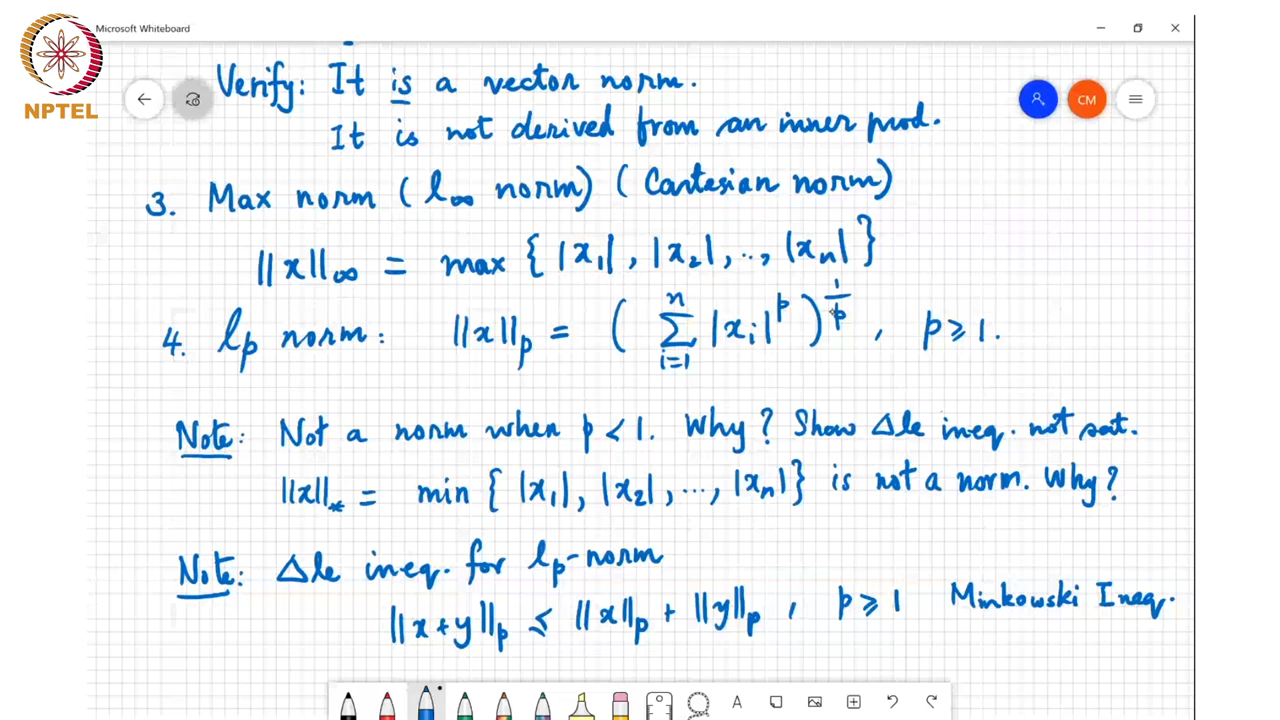 Microsoft Whiteboard
NPTEL
CM
Verify: It is a vector norm.
It is not derived from an inner prod.
3. Max norm (l∞ norm) (Cartesian norm)
||x||∞ = max { |x₁|, |x₂|, .., |xₙ| }
4. lₚ norm: ||x||ₚ = ( Σᵢ₌₁ⁿ |xᵢ|ᵖ )^(1/p), p ≥ 1.
Note: Not a norm when p < 1. Why? Show Δle ineq. not sat.
||x||⁎ = min { |x₁|, |x₂|, ..., |xₙ| } is not a norm. Why?
Note: Δle ineq. for lₚ-norm
||x+y||ₚ ≤ ||x||ₚ + ||y||ₚ, p ≥ 1 Minkowski Ineq.
A